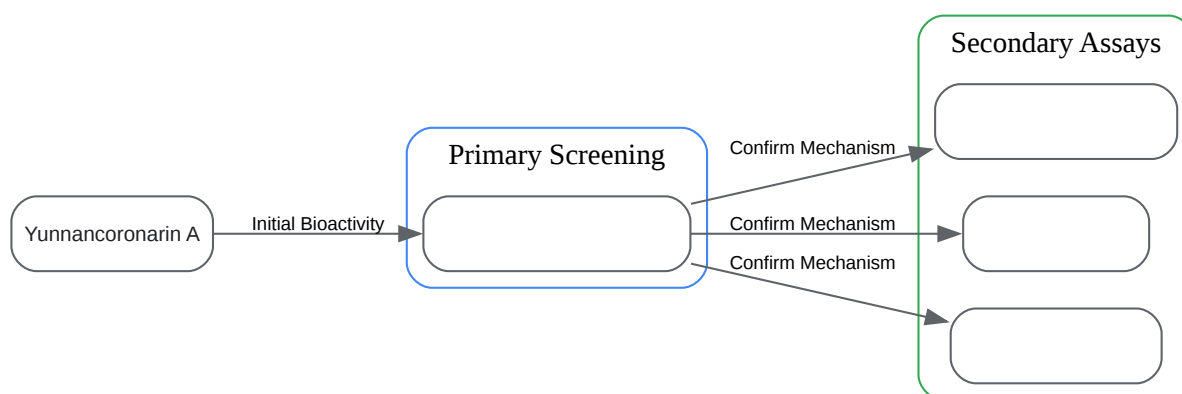 Secondary Assays
Primary Screening
Confirm Mechanism
Yunnancoronarin A
Initial Bioactivity
Confirm Mechanism
Confirm Mechanism